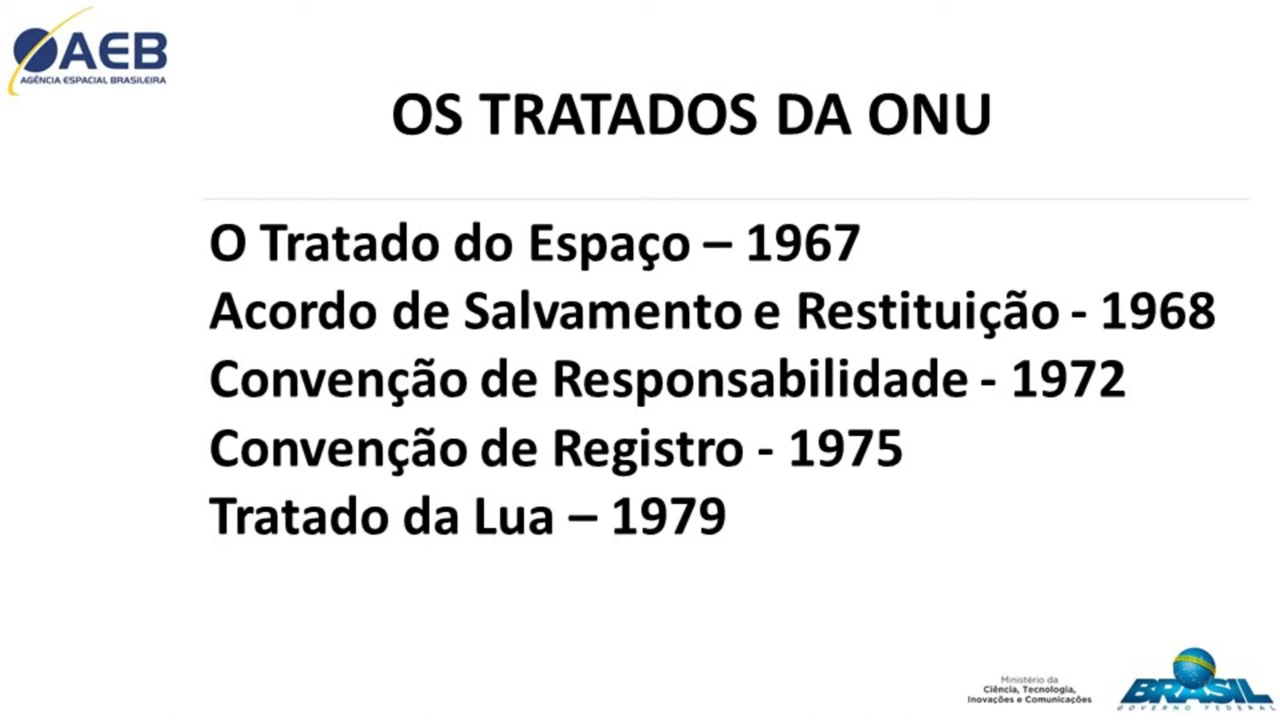 AEB
AGÊNCIA ESPACIAL BRASILEIRA
OS TRATADOS DA ONU
O Tratado do Espaço – 1967
Acordo de Salvamento e Restituição - 1968
Convenção de Responsabilidade - 1972
Convenção de Registro - 1975
Tratado da Lua – 1979
Ministério da
Ciência, Tecnologia,
Inovações e Comunicações
BRASIL
GOVERNO FEDERAL